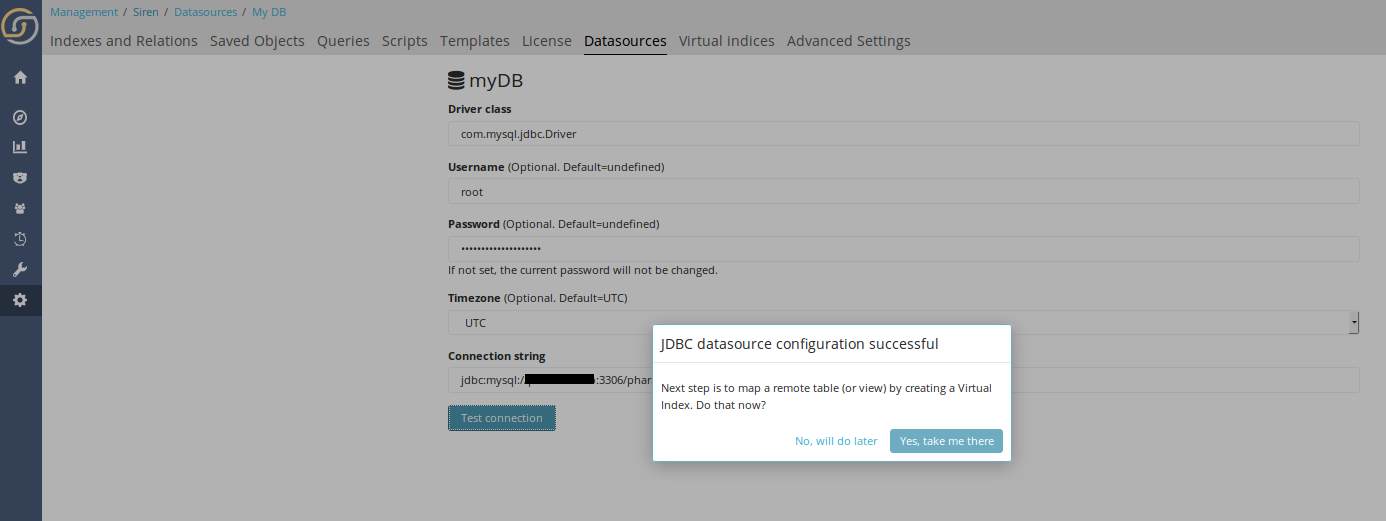 Management / Siren / Datasources / My DB
Indexes and Relations Saved Objects Queries Scripts Templates License Datasources Virtual indices Advanced Settings
myDB
Driver class
com.mysql.jdbc.Driver
Username (Optional. Default=undefined)
root
Password (Optional. Default=undefined)
••••••••••••••••••••
If not set, the current password will not be changed.
Timezone (Optional. Default=UTC)
UTC
Connection string
jdbc:mysql:/ :3306/phar
Test connection
JDBC datasource configuration successful
Next step is to map a remote table (or view) by creating a Virtual
Index. Do that now?
No, will do later Yes, take me there